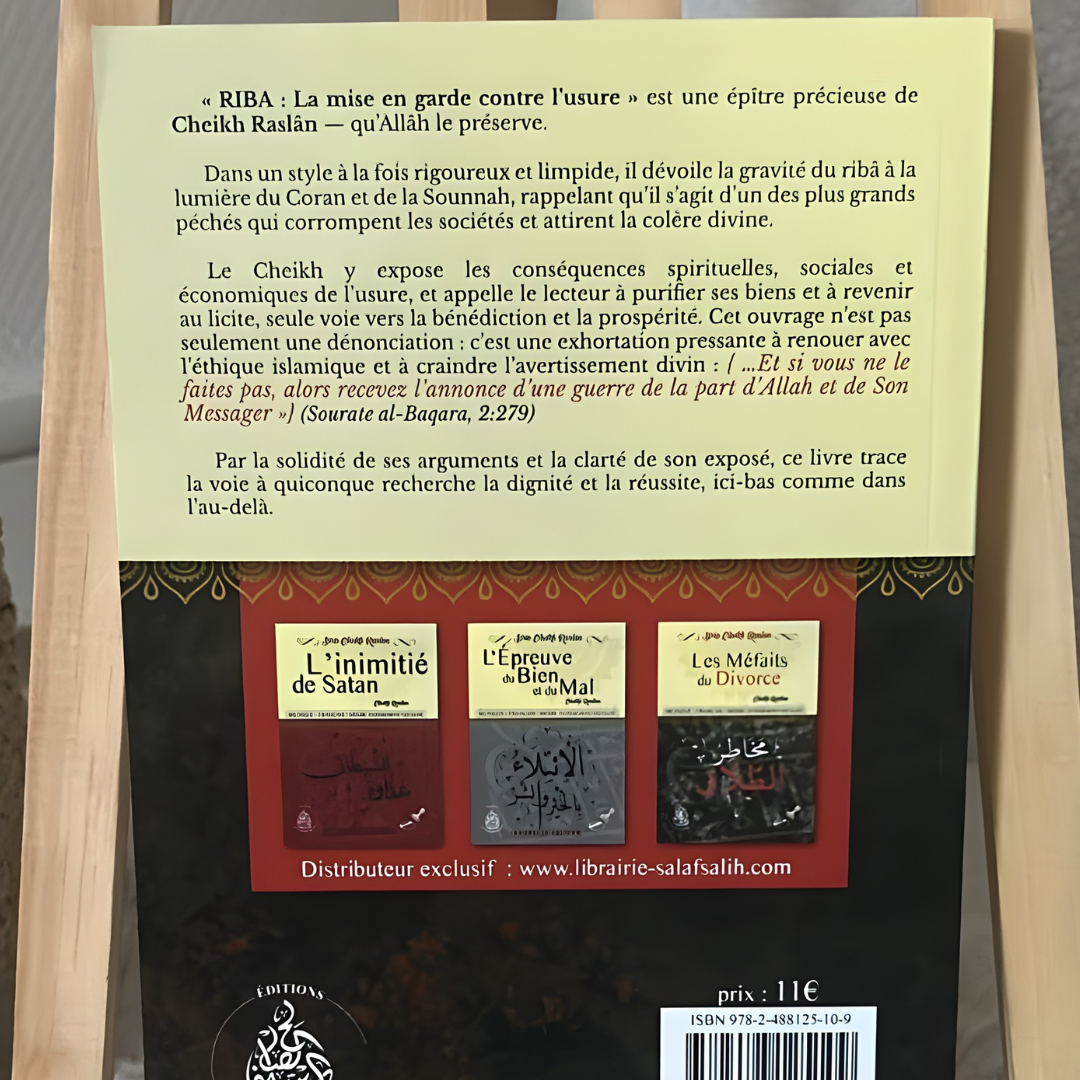 « RIBA : La mise en garde contre l'usure » est une épître précieuse de
Cheikh Raslân — qu'Allâh le préserve.
Dans un style à la fois rigoureux et limpide, il dévoile la gravité du ribâ à la
lumière du Coran et de la Sounnah, rappelant qu'il s'agit d'un des plus grands
péchés qui corrompent les sociétés et attirent la colère divine.
Le Cheikh y expose les conséquences spirituelles, sociales et
économiques de l'usure, et appelle le lecteur à purifier ses biens et à revenir
au licite, seule voie vers la bénédiction et la prospérité. Cet ouvrage n'est pas
seulement une dénonciation : c'est une exhortation pressante à renouer avec
l'éthique islamique et à craindre l'avertissement divin : { ...Et si vous ne le
faites pas, alors recevez l'annonce d'une guerre de la part d'Allah et de Son
Messager »} (Sourate al-Baqara, 2:279)
Par la solidité de ses arguments et la clarté de son exposé, ce livre trace
la voie à quiconque recherche la dignité et la réussite, ici-bas comme dans
l'au-delà.
L'inimitié
de Satan
L'Épreuve
du Bien
et du Mal
الابتلاء
بالخير والشر
Les Méfaits
du Divorce
مخاطر
الطلاق
Distributeur exclusif : www.librairie-salafsalih.com
ÉDITIONS
prix : 11€
ISBN 978-2-488125-10-9